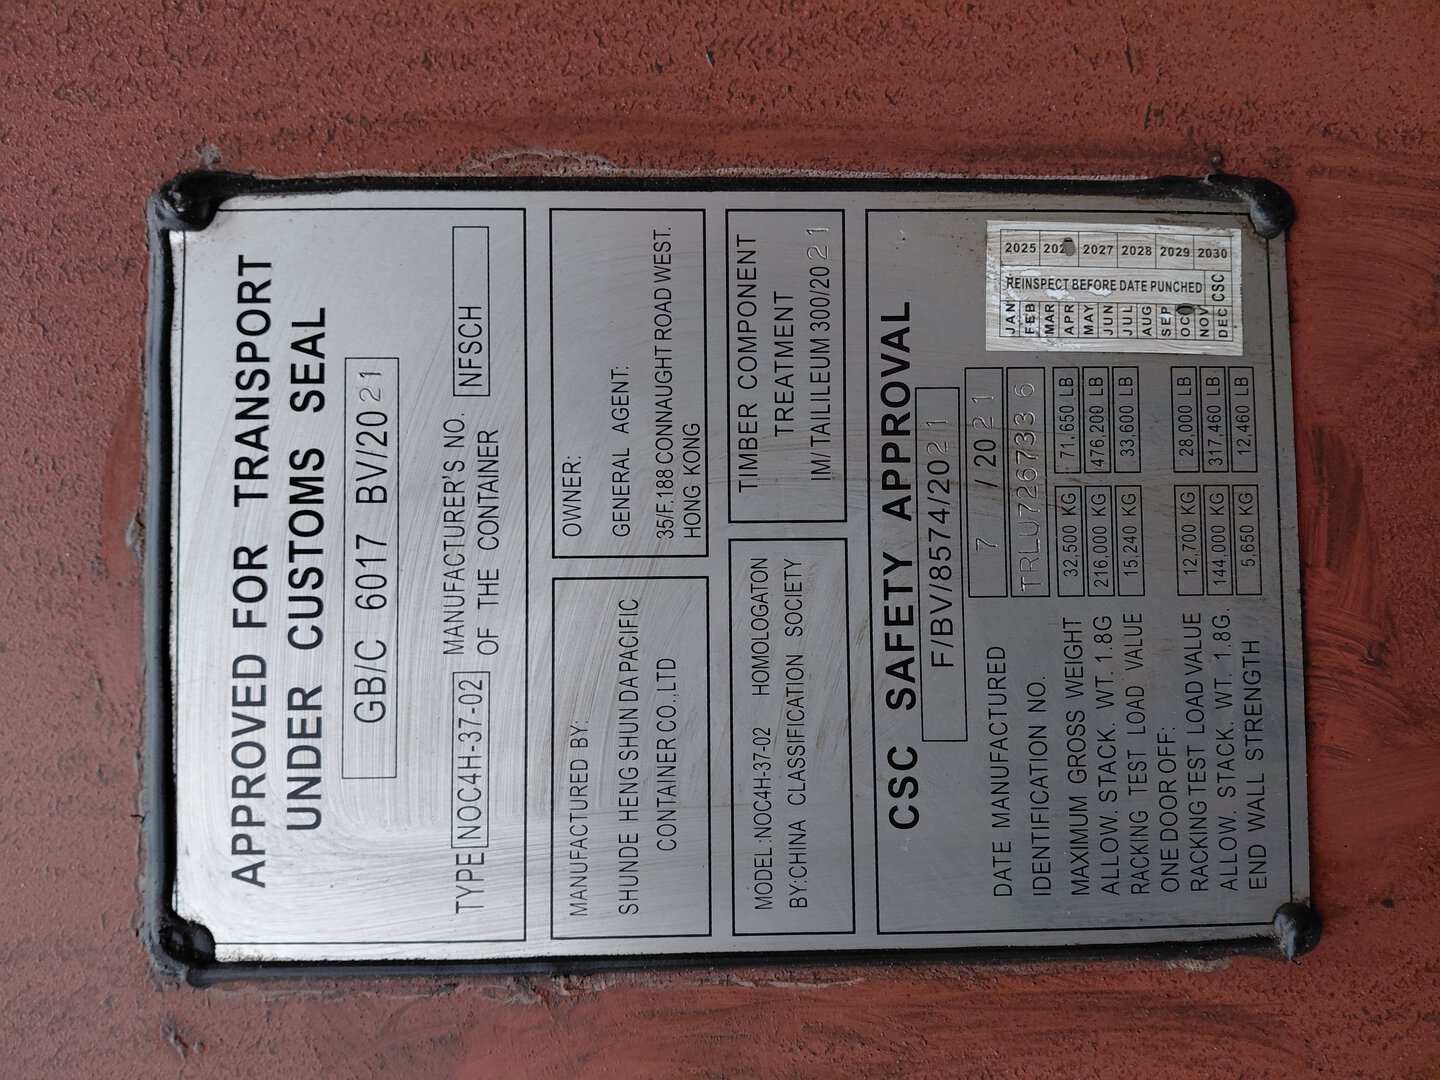 APPROVED FOR TRANSPORT
UNDER CUSTOMS SEAL
GB/C 6017 BV/2021
TYPE NOC4H-37-02 MANUFACTURER'S NO. NFSCH
OF THE CONTAINER
MANUFACTURED BY:
SHUNDE HENG SHUN DA PACIFIC
CONTAINER CO.,LTD
OWNER:
GENERAL AGENT:
35/F, 188 CONNAUGHT ROAD WEST.
HONG KONG
MODEL:NOC4H-37-02 HOMOLOGATON
BY:CHINA CLASSIFICATION SOCIETY
TIMBER COMPONENT
TREATMENT
IM/TAILILEUM 300/2021
CSC SAFETY APPROVAL
F/BV/8574/2021
DATE MANUFACTURED 7 / 2021
IDENTIFICATION NO. TRLU7267336
MAXIMUM GROSS WEIGHT 32,500 KG 71,650 LB
ALLOW. STACK. WT. 1.8G 216,000 KG 476,200 LB
RACKING TEST LOAD VALUE 15,240 KG 33,600 LB
ONE DOOR OFF:
RACKING TEST LOAD VALUE 12,700 KG 28,000 LB
ALLOW. STACK. WT. 1.8G. 144,000 KG 317,460 LB
END WALL STRENGTH 5,650 KG 12,460 LB
2025 2027 2028 2029 2030
REINSPECT BEFORE DATE PUNCHED
JAN FEB MAR APR MAY JUN JUL AUG SEP NOV DEC CSC